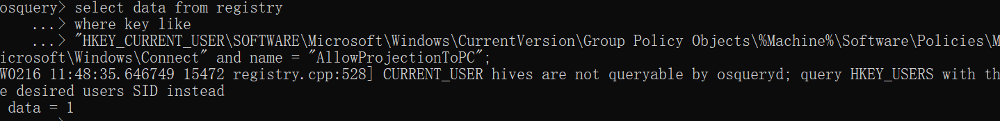 osquery> select data from registry
    ...> where key like
    ...> "HKEY_CURRENT_USER\SOFTWARE\Microsoft\Windows\CurrentVersion\Group Policy Objects\%Machine%\Software\Policies\M
icrosoft\Windows\Connect" and name = "AllowProjectionToPC";
W0216 11:48:35.646749 15472 registry.cpp:528] CURRENT_USER hives are not queryable by osqueryd; query HKEY_USERS with th
e desired users SID instead
 data = 1